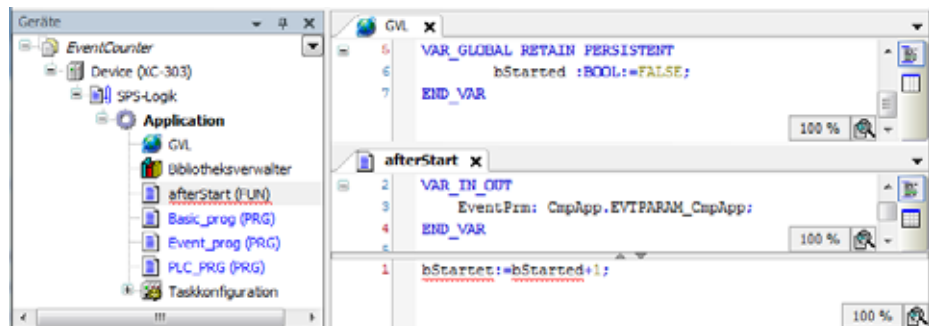 Geräte
EventCounter
Device (XC-303)
SPS-Logik
Application
GVL
Bibliotheksverwalter
afterStart (FUN)
Basic_prog (PRG)
Event_prog (PRG)
PLC_PRG (PRG)
Taskkonfiguration
GVL
5 VAR_GLOBAL RETAIN PERSISTENT
6 bStarted :BOOL:=FALSE;
7 END_VAR
100 %
afterStart
2 VAR_IN_OUT
3 EventPrm: CmpApp.EVTPARAM_CmpApp;
4 END_VAR
5
100 %
1 bStartet:=bStarted+1;
100 %